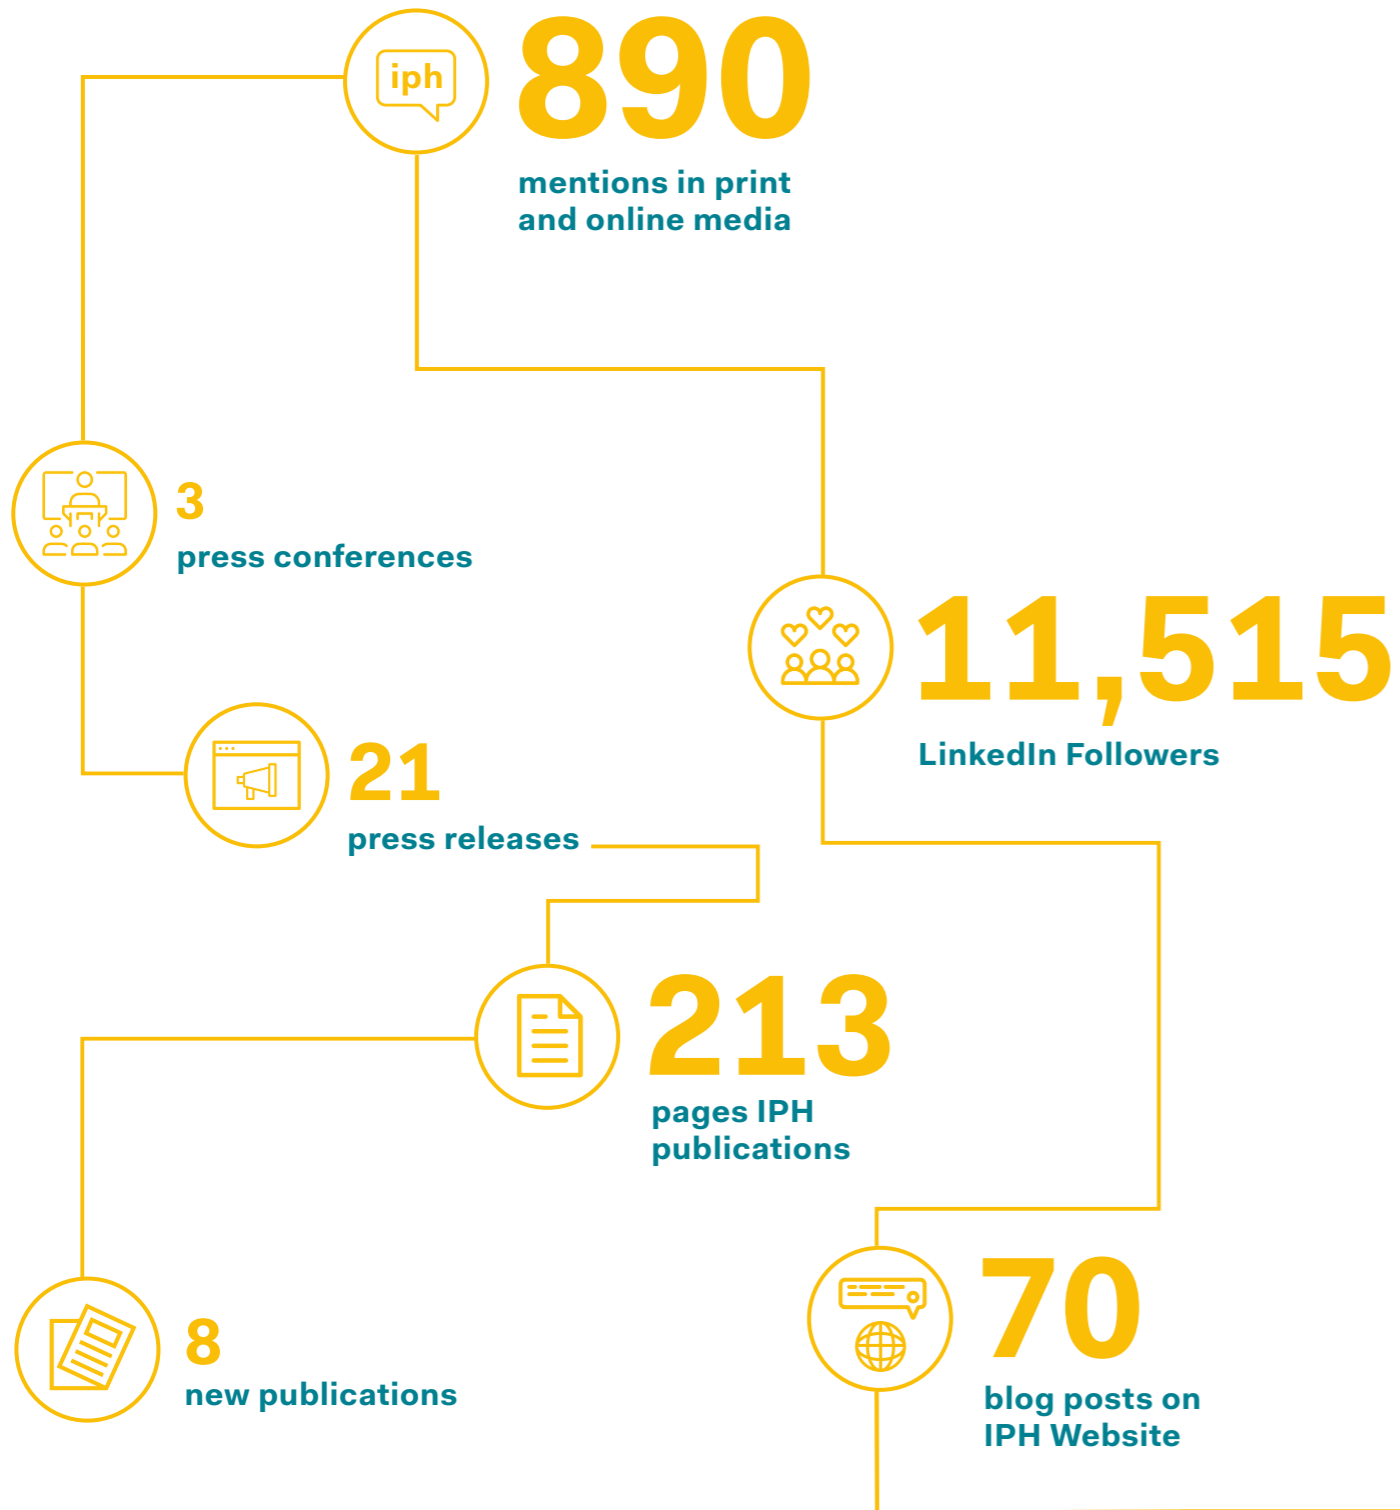 iph
890
mentions in print
and online media
3
press conferences
11,515
LinkedIn Followers
21
press releases
213
pages IPH
publications
70
blog posts on
IPH Website
8
new publications